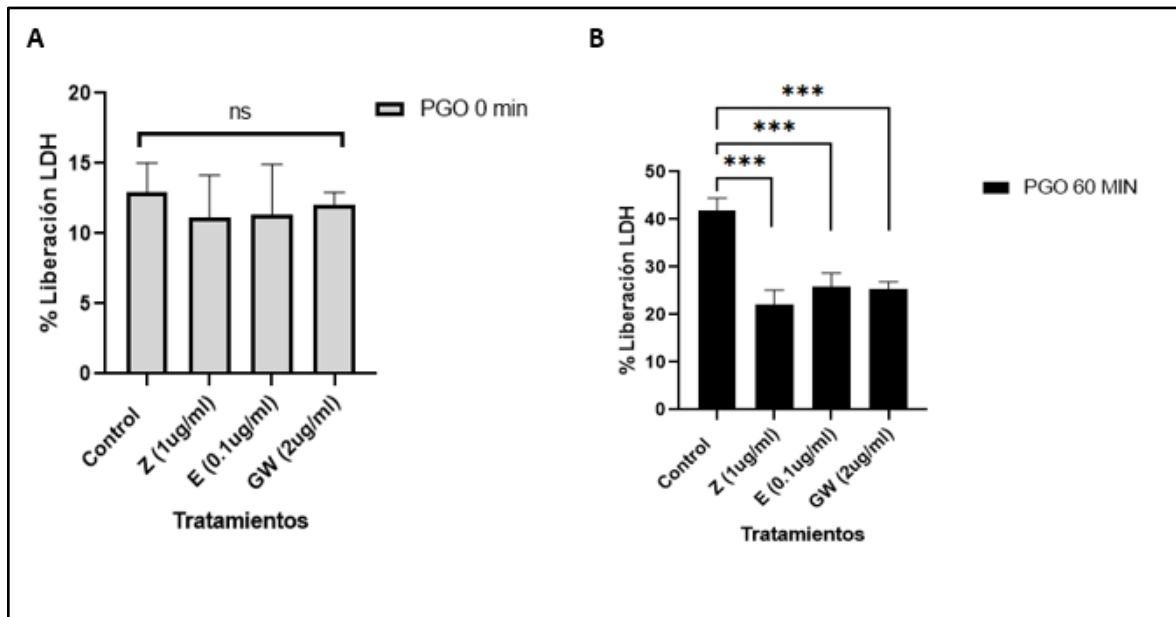 A
% Liberación LDH
20
15
10
5
0
ns
PGO 0 min
Control
Z (1ug/ml)
E (0.1ug/ml)
GW (2ug/ml)
Tratamientos
B
% Liberación LDH
50
40
30
20
10
0
***
***
***
PGO 60 MIN
Control
Z (1ug/ml)
E (0.1ug/ml)
GW (2ug/ml)
Tratamientos